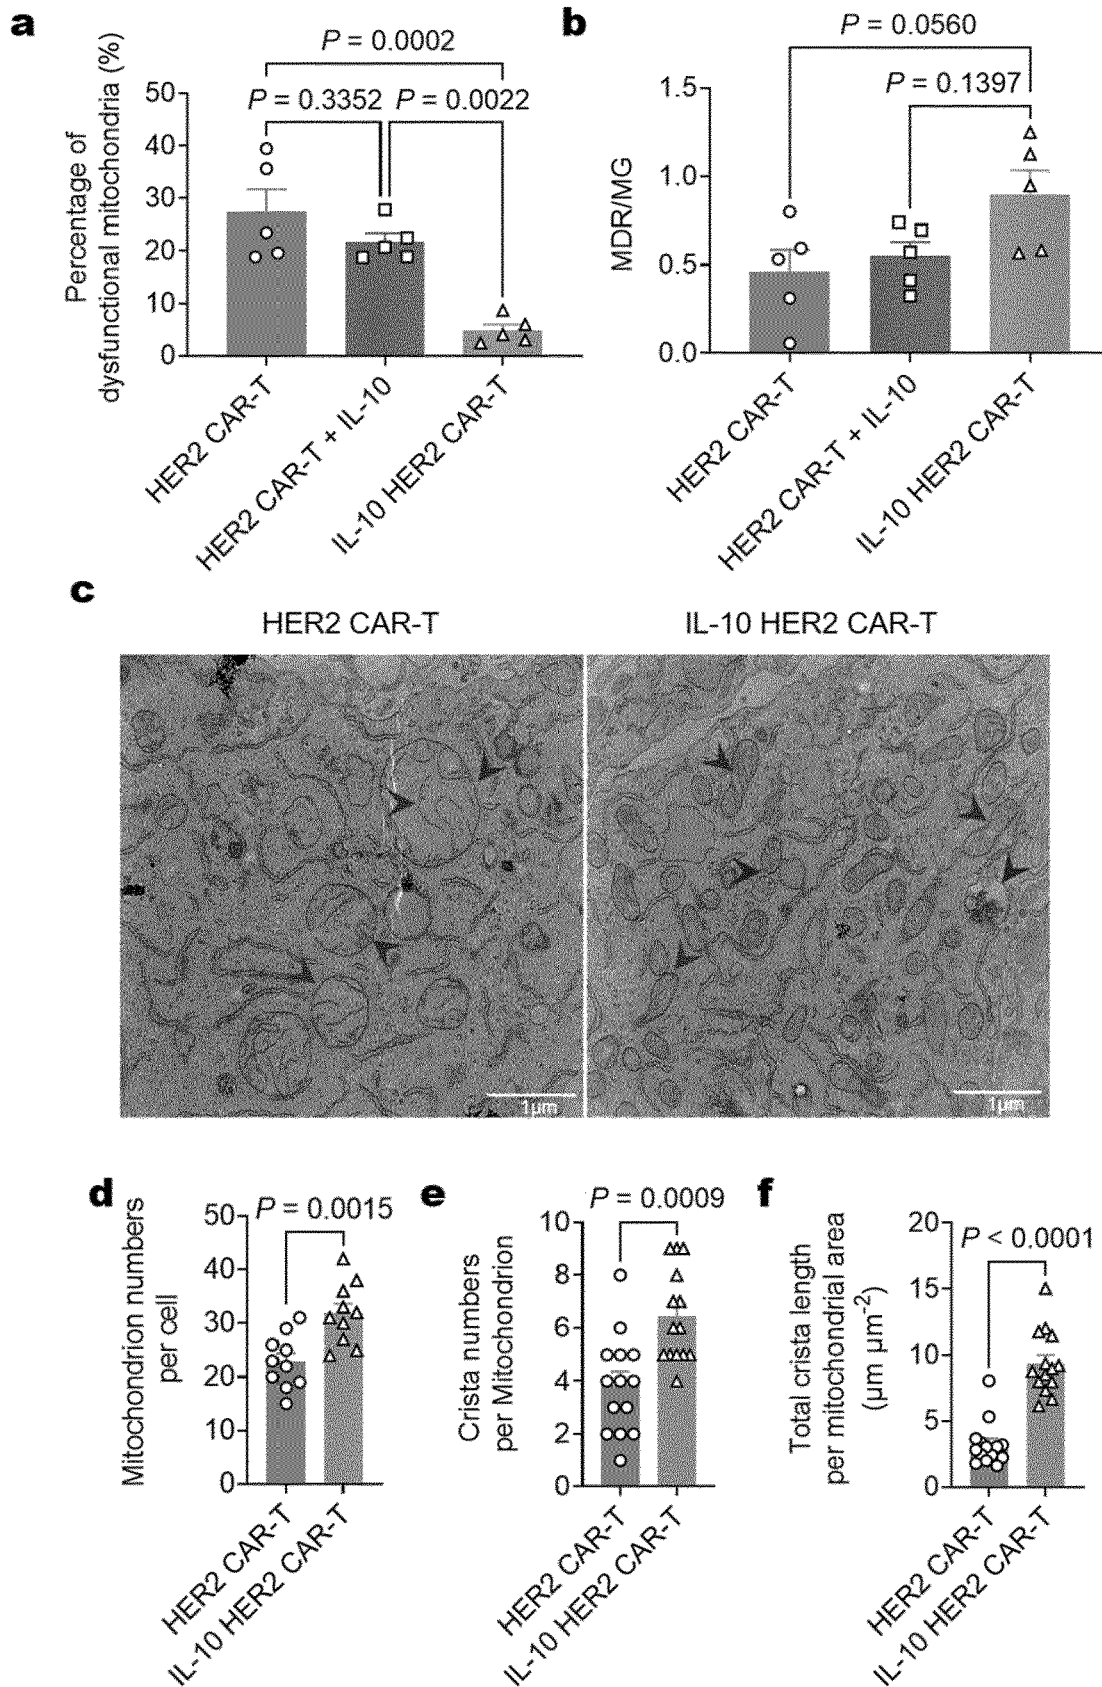 a
P = 0.0002
P = 0.3352
P = 0.0022
Percentage of
dysfunctional mitochondria (%)
50
40
30
20
10
0
HER2 CAR-T
HER2 CAR-T + IL-10
IL-10 HER2 CAR-T
b
P = 0.0560
P = 0.1397
MDR/MG
1.5
1.0
0.5
0.0
HER2 CAR-T
HER2 CAR-T + IL-10
IL-10 HER2 CAR-T
c
HER2 CAR-T
IL-10 HER2 CAR-T
1μm
1μm
d
P = 0.0015
Mitochondrion numbers
per cell
50
40
30
20
10
0
HER2 CAR-T
IL-10 HER2 CAR-T
e
P = 0.0009
Crista numbers
per Mitochondrion
10
8
6
4
2
0
HER2 CAR-T
IL-10 HER2 CAR-T
f
P < 0.0001
Total crista length
per mitochondrial area
(μm μm⁻²)
20
15
10
5
0
HER2 CAR-T
IL-10 HER2 CAR-T